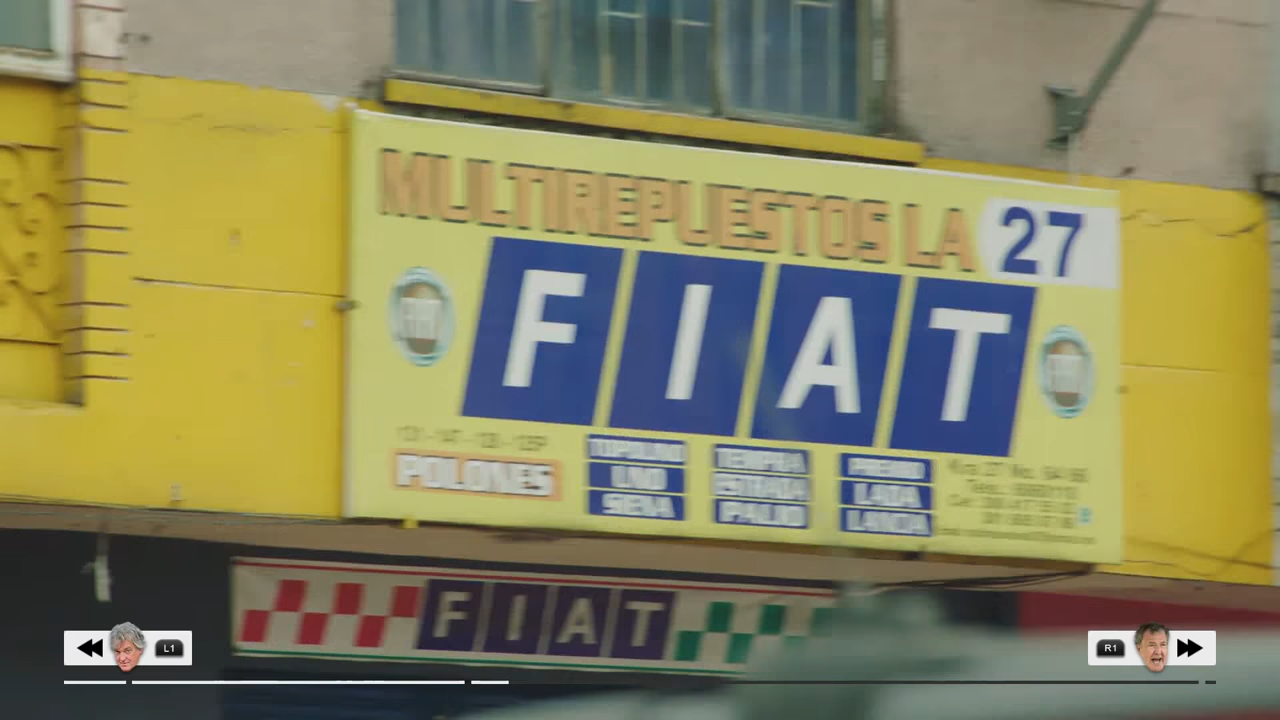 MULTIREPUESTOS LA 27
FIAT
POLONES
TOPOLINO
UNO
SIENA
TEMPRA
ESTRADA
PALIO
PREMIO
LADA
LANCIA
FIAT
L1
R1